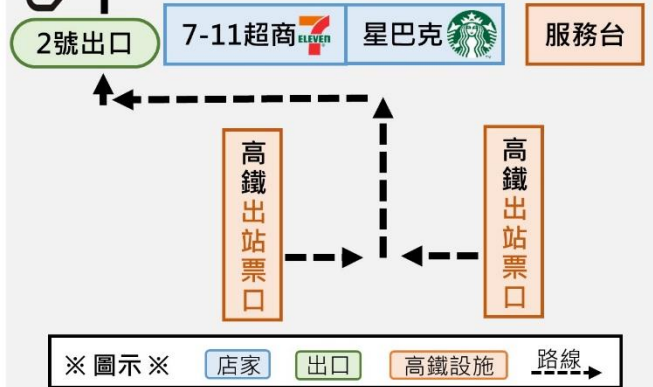 2號出口
7-11超商
ELEVEN
星巴克
服務台
高鐵出站票口
高鐵出站票口
※ 圖示 ※
店家
出口
高鐵設施
路線